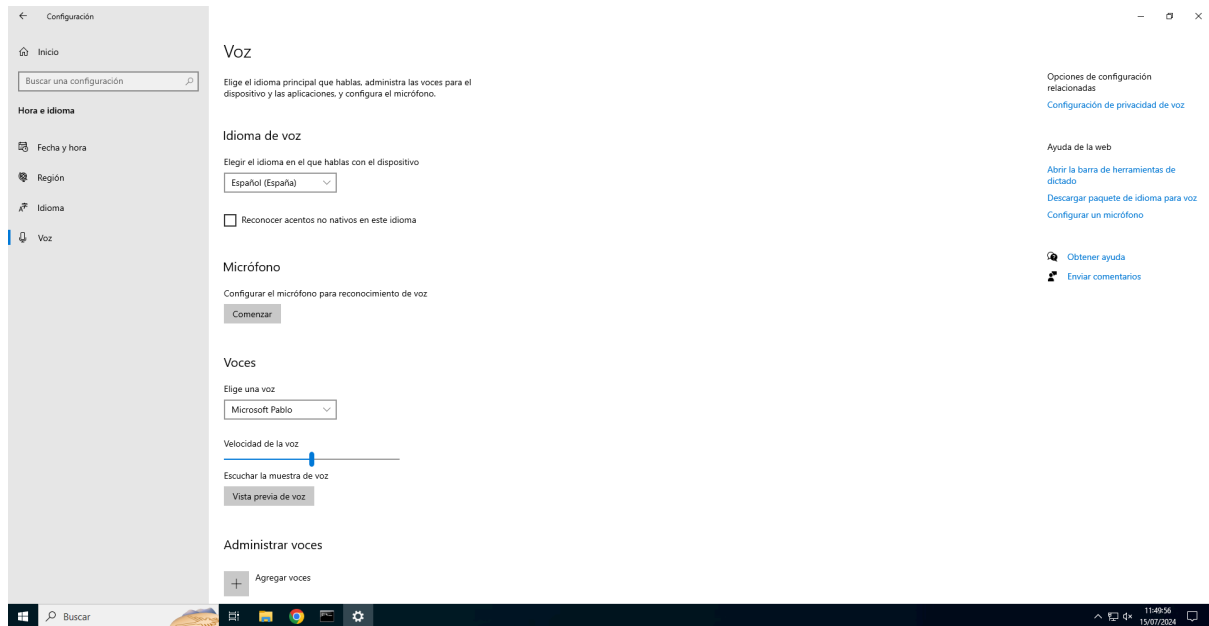 Configuración
Inicio
Buscar una configuración
Hora e idioma
Fecha y hora
Región
Idioma
Voz
Voz
Elige el idioma principal que hablas, administra las voces para el
dispositivo y las aplicaciones, y configura el micrófono.
Idioma de voz
Elegir el idioma en el que hablas con el dispositivo
Español (España)
Reconocer acentos no nativos en este idioma
Micrófono
Configurar el micrófono para reconocimiento de voz
Comenzar
Voces
Elige una voz
Microsoft Pablo
Velocidad de la voz
Escuchar la muestra de voz
Vista previa de voz
Administrar voces
Agregar voces
Opciones de configuración
relacionadas
Configuración de privacidad de voz
Ayuda de la web
Abrir la barra de herramientas de
dictado
Descargar paquete de idioma para voz
Configurar un micrófono
Obtener ayuda
Enviar comentarios
Buscar
11:49:56
15/07/2024